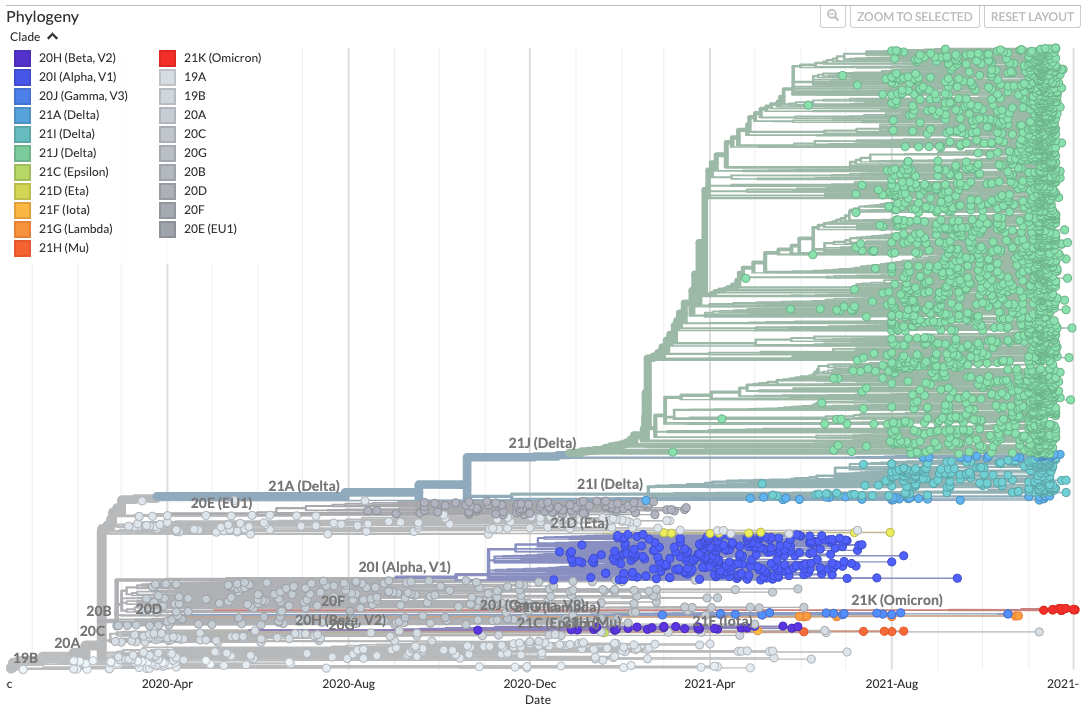 Phylogeny
ZOOM TO SELECTED
RESET LAYOUT
Clade
20H (Beta, V2)
20I (Alpha, V1)
20J (Gamma, V3)
21A (Delta)
21I (Delta)
21J (Delta)
21C (Epsilon)
21D (Eta)
21F (Iota)
21G (Lambda)
21H (Mu)
21K (Omicron)
19A
19B
20A
20C
20G
20B
20D
20F
20E (EU1)
21J (Delta)
21A (Delta)
21I (Delta)
20E (EU1)
21D (Eta)
20I (Alpha, V1)
20F
21K (Omicron)
20B
20D
20H (Beta, V2)
20C
20A
19B
c
2020-Apr
2020-Aug
2020-Dec
2021-Apr
2021-Aug
2021-
Date